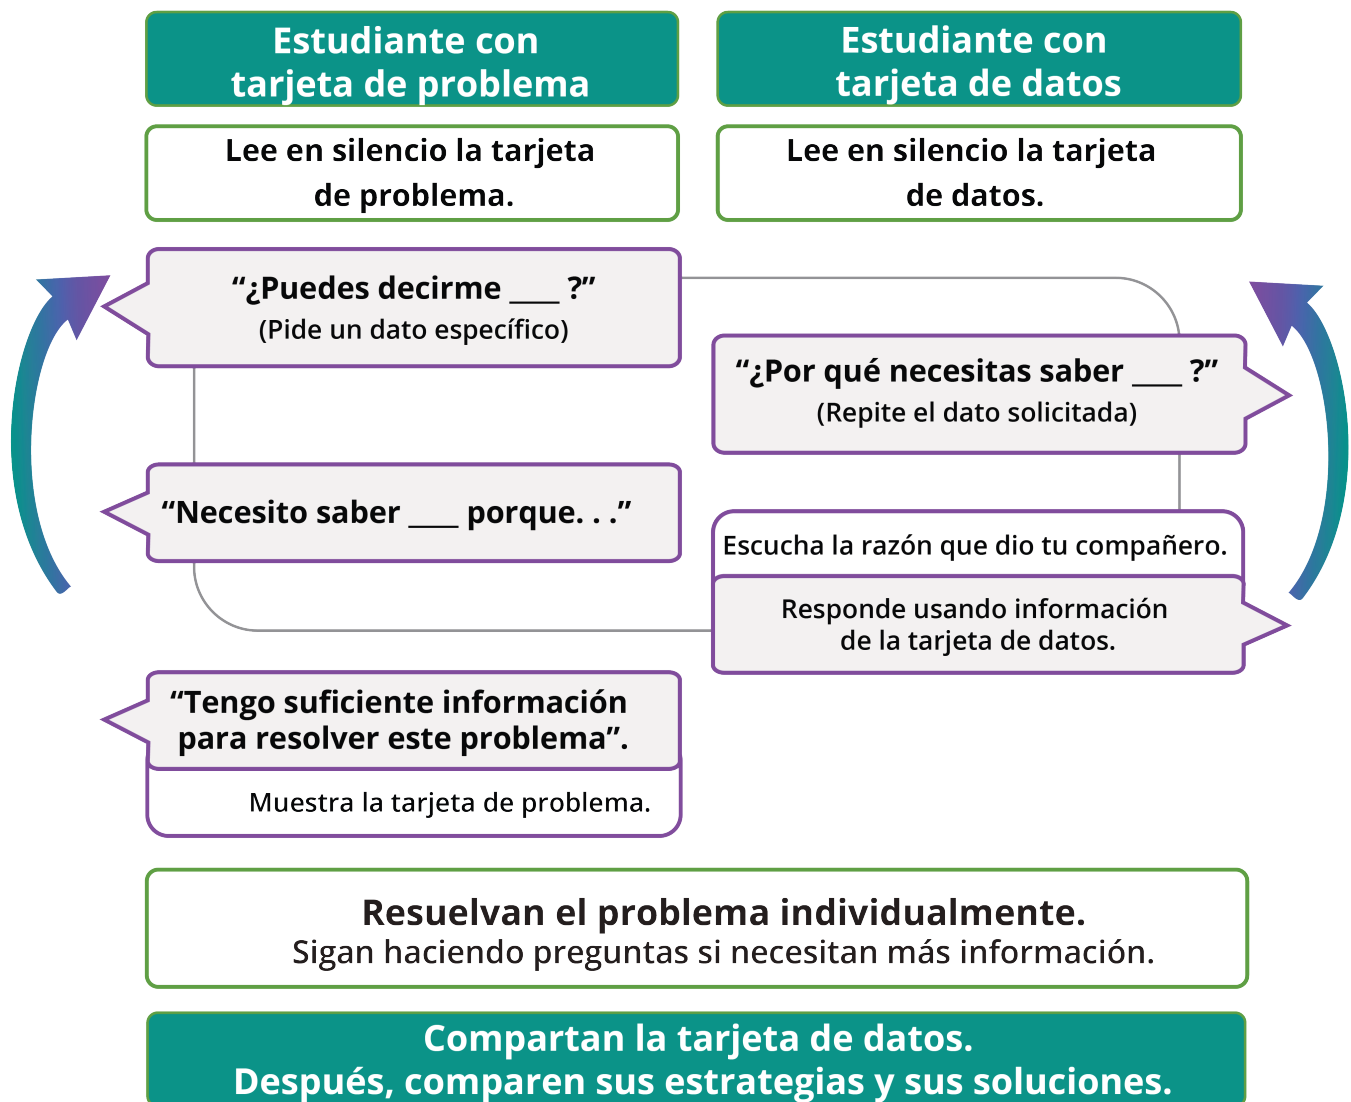 Estudiante con
tarjeta de problema
Estudiante con
tarjeta de datos
Lee en silencio la tarjeta
de problema.
Lee en silencio la tarjeta
de datos.
“¿Puedes decirme ____ ?”
(Pide un dato específico)
“¿Por qué necesitas saber ____ ?”
(Repite el dato solicitada)
“Necesito saber ____ porque. . .”
Escucha la razón que dio tu compañero.
Responde usando información
de la tarjeta de datos.
“Tengo suficiente información
para resolver este problema”.
Muestra la tarjeta de problema.
Resuelvan el problema individualmente.
Sigan haciendo preguntas si necesitan más información.
Compartan la tarjeta de datos.
Después, comparen sus estrategias y sus soluciones.